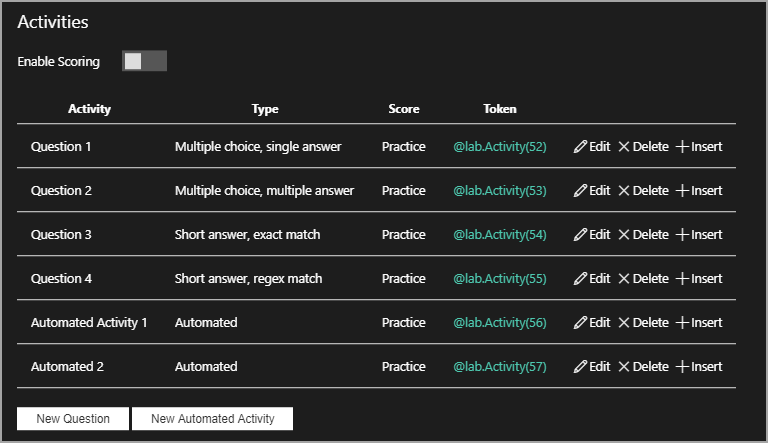 Activities
Enable Scoring
Activity Type Score Token
Question 1 Multiple choice, single answer Practice @lab.Activity(52) Edit Delete Insert
Question 2 Multiple choice, multiple answer Practice @lab.Activity(53) Edit Delete Insert
Question 3 Short answer, exact match Practice @lab.Activity(54) Edit Delete Insert
Question 4 Short answer, regex match Practice @lab.Activity(55) Edit Delete Insert
Automated Activity 1 Automated Practice @lab.Activity(56) Edit Delete Insert
Automated 2 Automated Practice @lab.Activity(57) Edit Delete Insert
New Question New Automated Activity